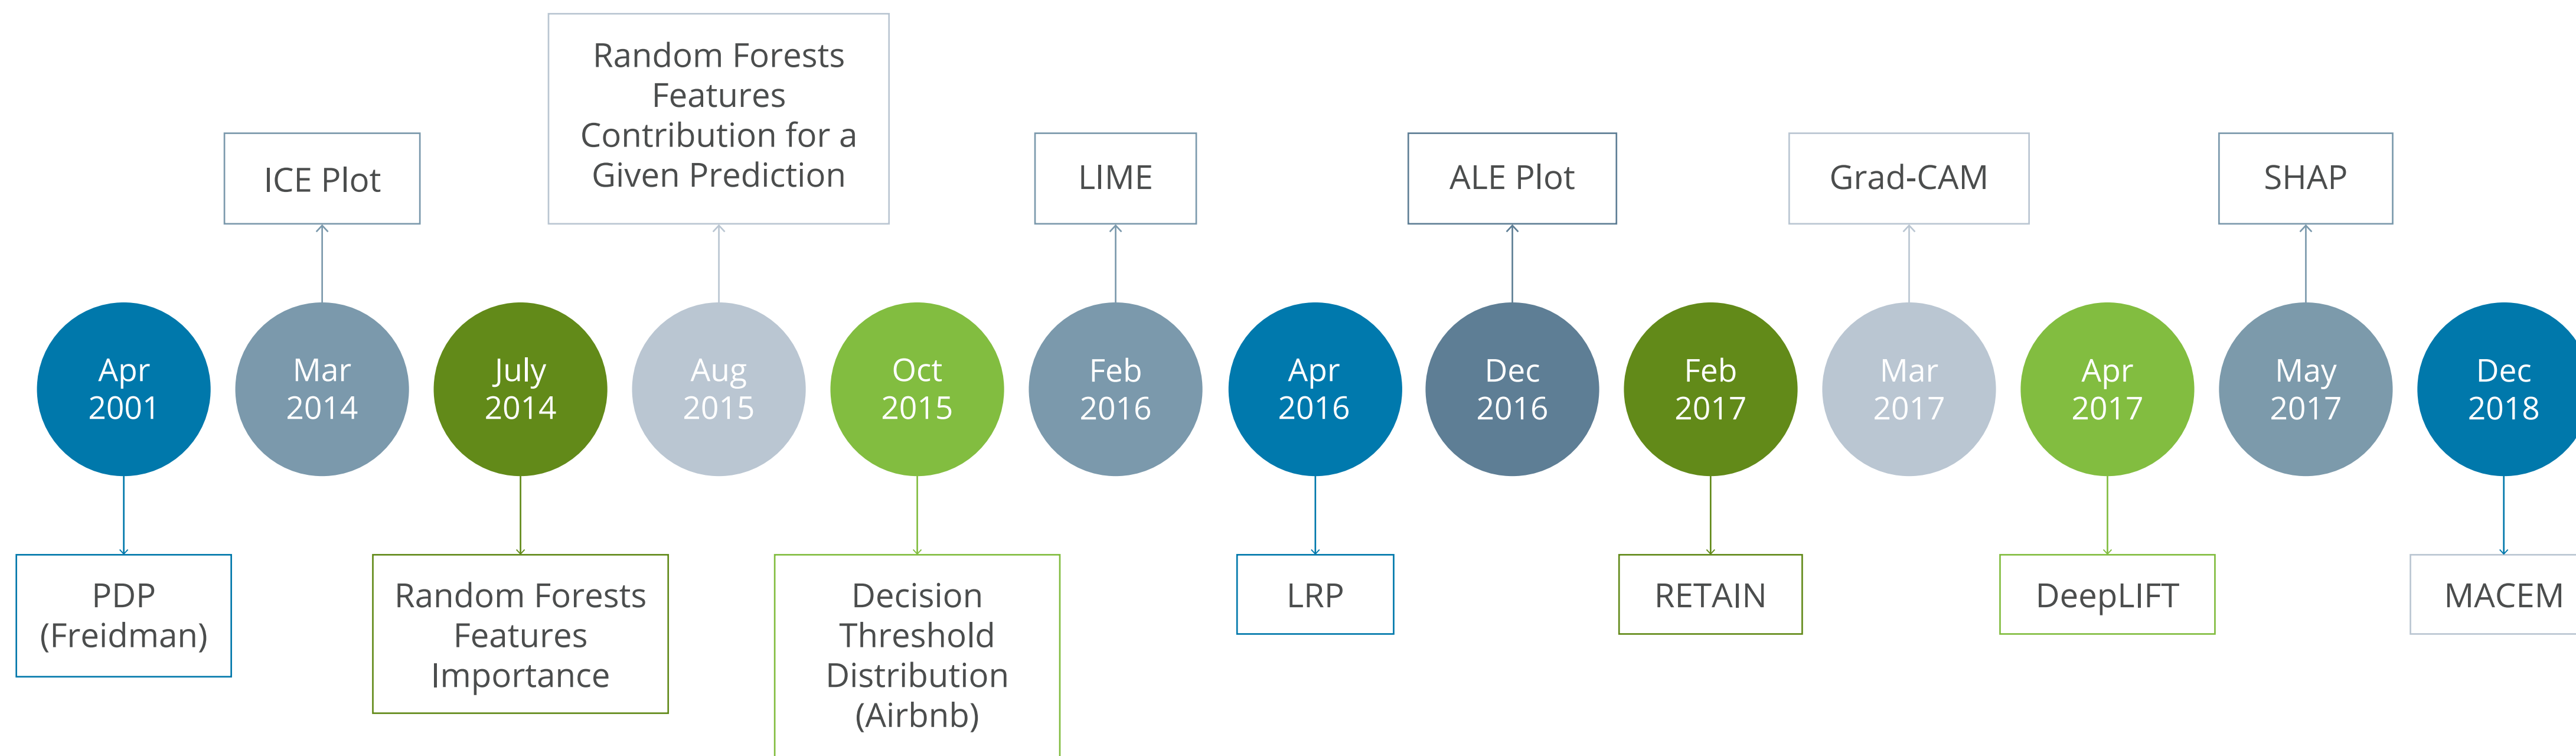 Random Forests
Features
Contribution for a
Given Prediction
ICE Plot
LIME
ALE Plot
Grad-CAM
SHAP
Apr
2001
Mar
2014
July
2014
Aug
2015
Oct
2015
Feb
2016
Apr
2016
Dec
2016
Feb
2017
Mar
2017
Apr
2017
May
2017
Dec
2018
PDP
(Freidman)
Random Forests
Features
Importance
Decision
Threshold
Distribution
(Airbnb)
LRP
RETAIN
DeepLIFT
MACEM